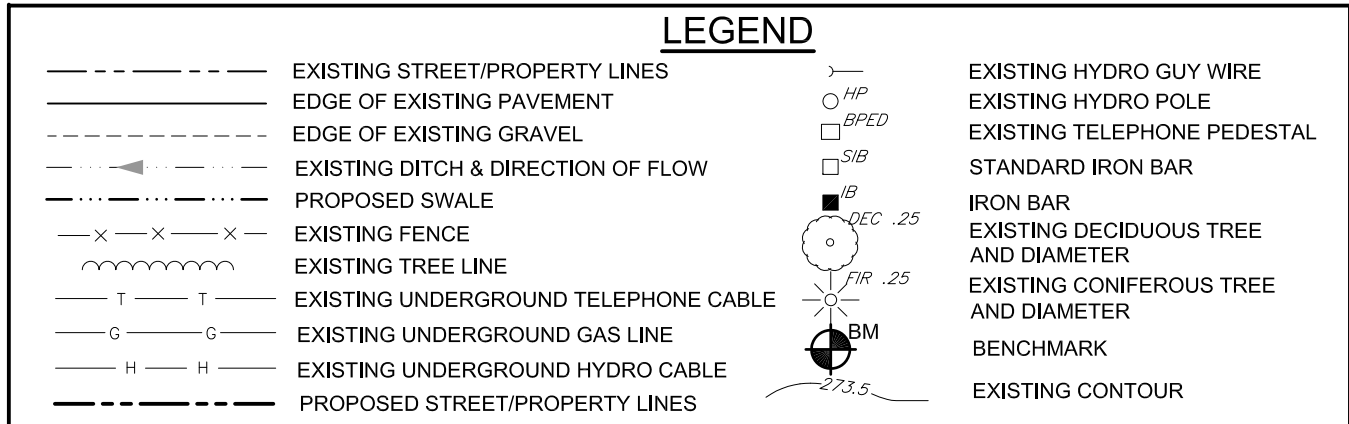 LEGEND
EXISTING STREET/PROPERTY LINES
EDGE OF EXISTING PAVEMENT
EDGE OF EXISTING GRAVEL
EXISTING DITCH & DIRECTION OF FLOW
PROPOSED SWALE
EXISTING FENCE
EXISTING TREE LINE
T T EXISTING UNDERGROUND TELEPHONE CABLE
G G EXISTING UNDERGROUND GAS LINE
H H EXISTING UNDERGROUND HYDRO CABLE
PROPOSED STREET/PROPERTY LINES
EXISTING HYDRO GUY WIRE
HP EXISTING HYDRO POLE
BPED EXISTING TELEPHONE PEDESTAL
SIB STANDARD IRON BAR
IB IRON BAR
DEC .25 EXISTING DECIDUOUS TREE
AND DIAMETER
FIR .25 EXISTING CONIFEROUS TREE
AND DIAMETER
BM BENCHMARK
273.5 EXISTING CONTOUR